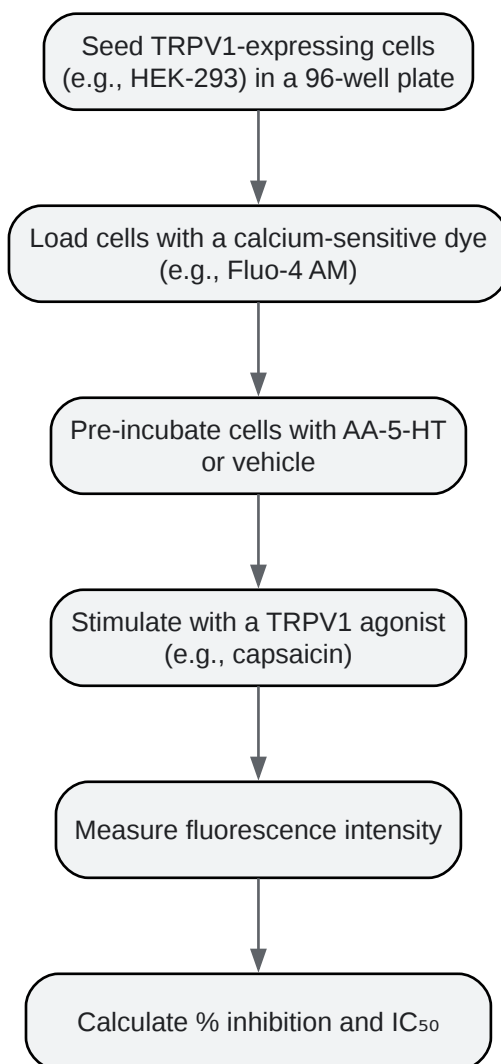 Seed TRPV1-expressing cells
(e.g., HEK-293) in a 96-well plate
Load cells with a calcium-sensitive dye
(e.g., Fluo-4 AM)
Pre-incubate cells with AA-5-HT
or vehicle
Stimulate with a TRPV1 agonist
(e.g., capsaicin)
Measure fluorescence intensity
Calculate % inhibition and IC₅₀